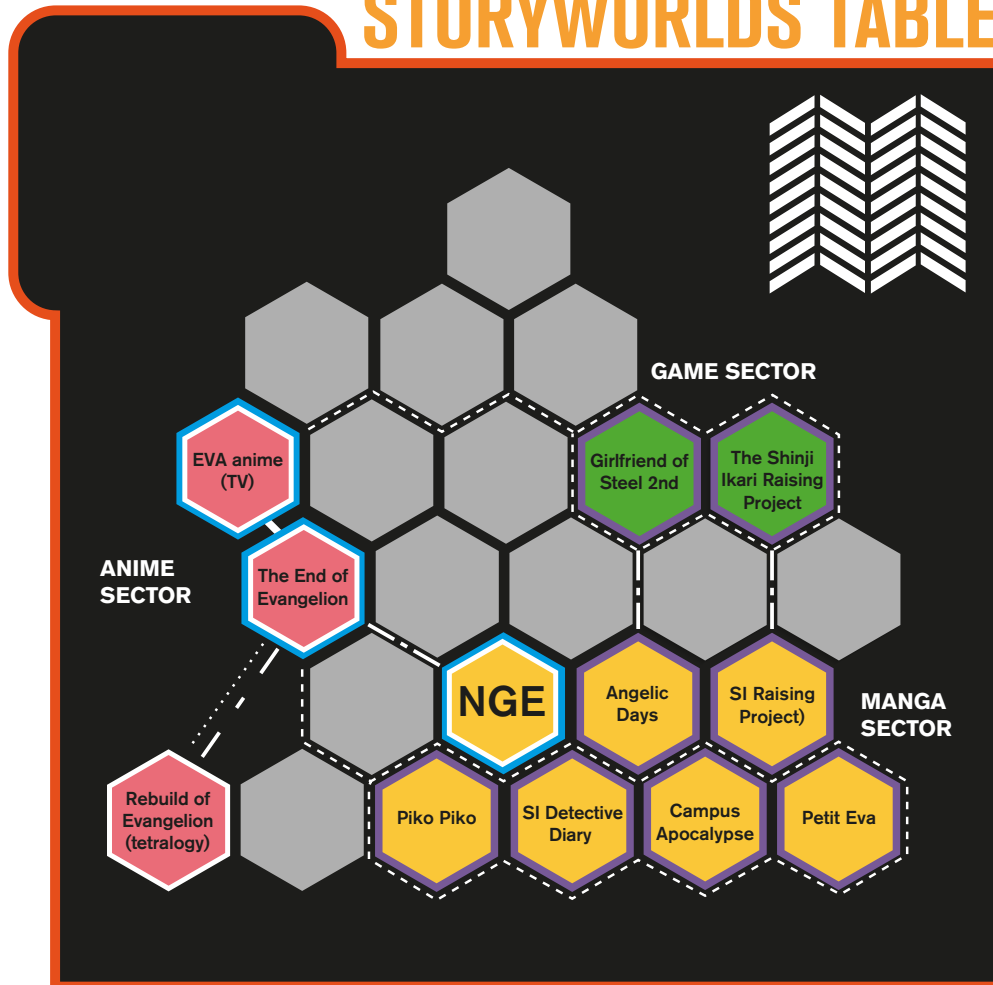 STORYWORLDS TABLE
GAME SECTOR
EVA anime
(TV)
Girlfriend of
Steel 2nd
The Shinji
Ikari Raising
Project
ANIME
SECTOR
The End of
Evangelion
NGE
Angelic
Days
SI Raising
Project)
MANGA
SECTOR
Rebuild of
Evangelion
(tetralogy)
Piko Piko
SI Detective
Diary
Campus
Apocalypse
Petit Eva